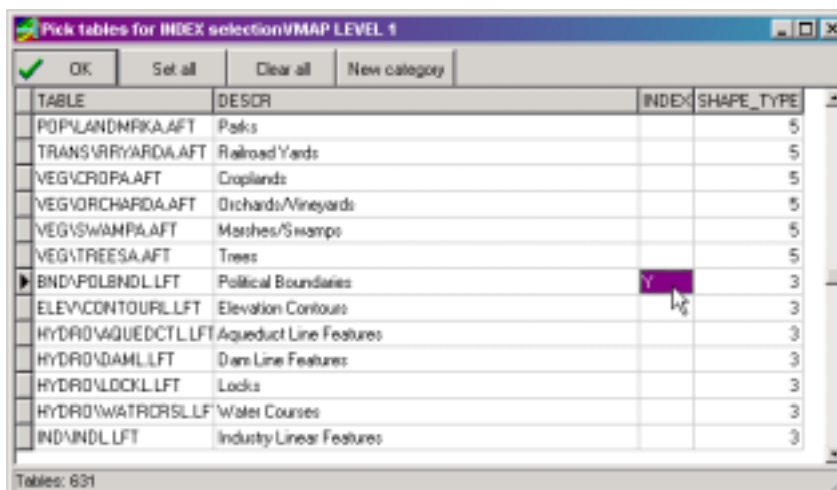 Pick tables for INDEX selectionVMAP LEVEL 1
OK Set all Clear all New category
TABLE DESCR INDEX SHAPE_TYPE
POP\LANDMRKA.AFT Parks 5
TRANS\RRYARDA.AFT Railroad Yards 5
VEG\CROPA.AFT Croplands 5
VEG\ORCHARDA.AFT Orchards/Vineyards 5
VEG\SWAMPA.AFT Marshes/Swamps 5
VEG\TREESA.AFT Trees 5
BND\POLBNDL.LFT Political Boundaries Y 3
ELEV\CONTOURL.LFT Elevation Contours 3
HYDRO\AQUEDCTL.LFT Aqueduct Line Features 3
HYDRO\DAML.LFT Dam Line Features 3
HYDRO\LOCKL.LFT Locks 3
HYDRO\WATRCRSL.LF Water Courses 3
IND\INDL.LFT Industry Linear Features 3
Tables: 631